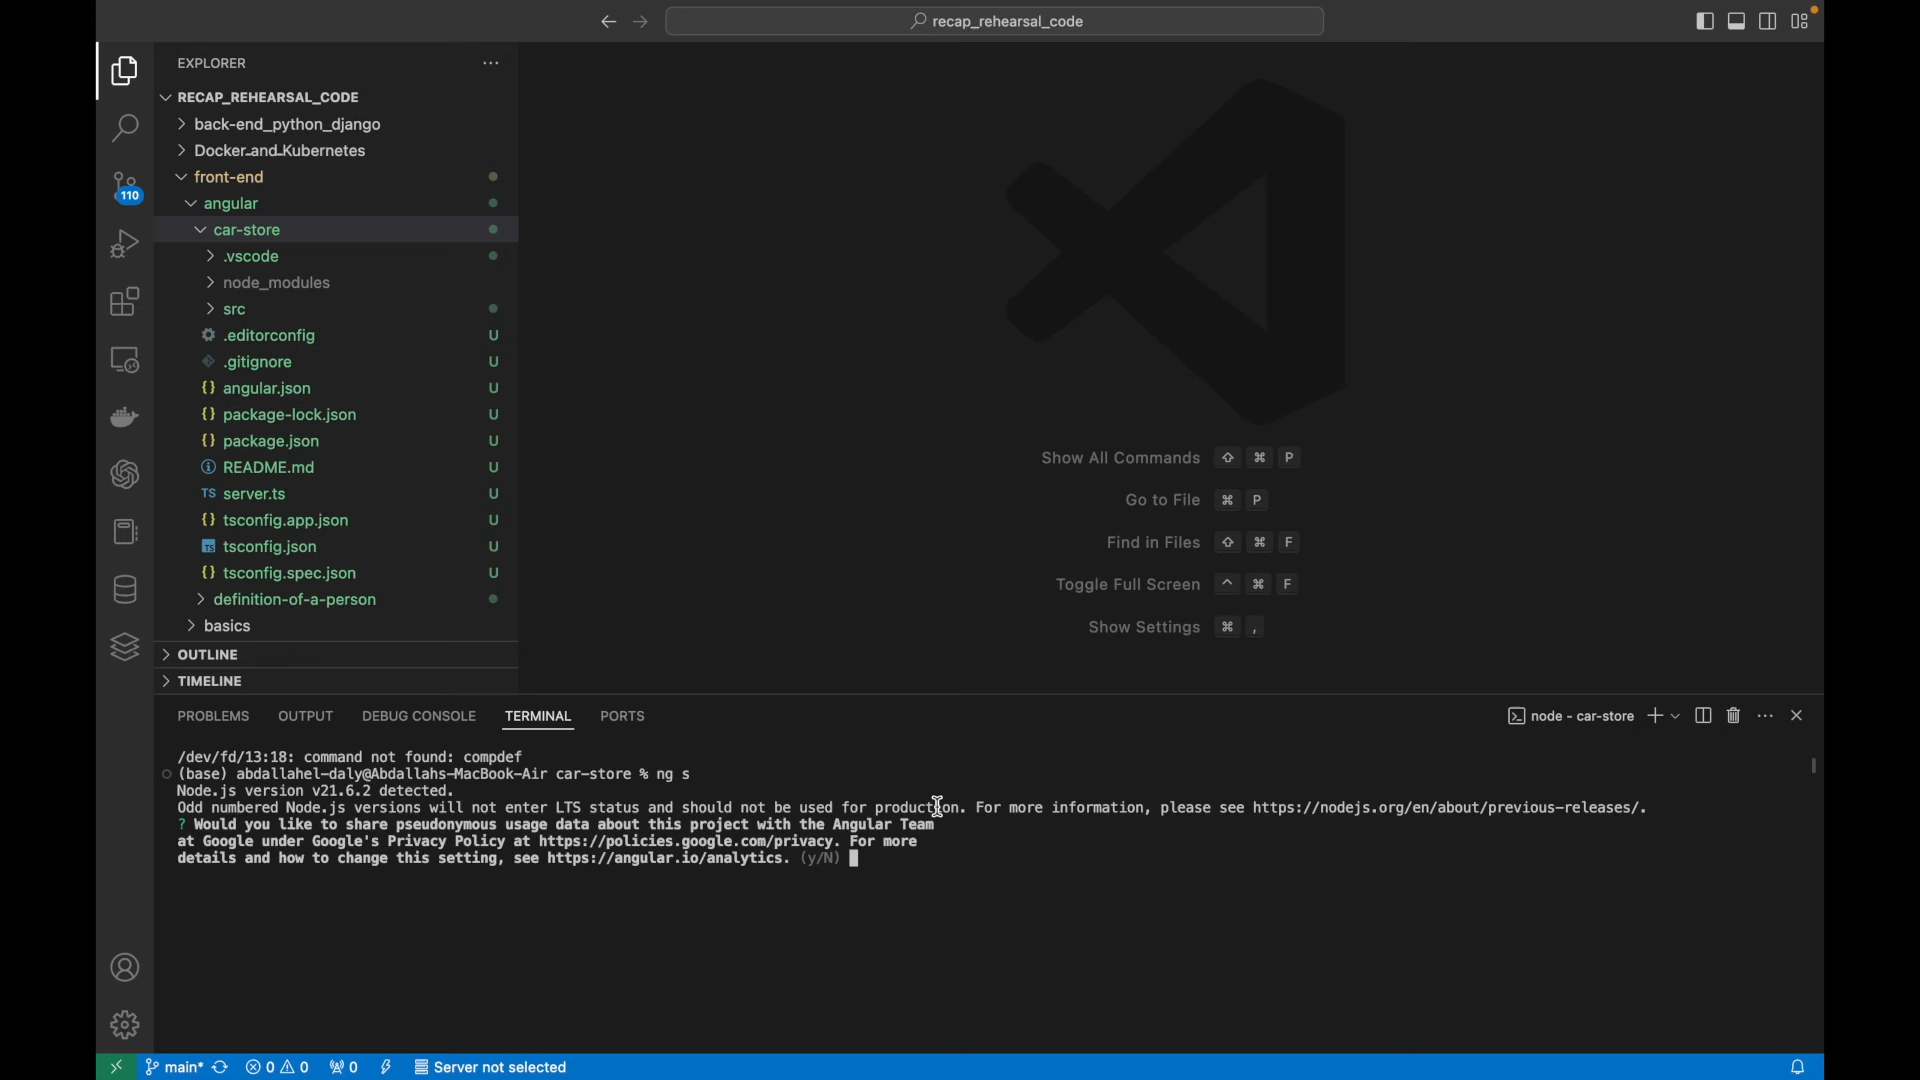 recap_rehearsal_code
EXPLORER
RECAP_REHEARSAL_CODE
back-end_python_django
Docker_and_Kubernetes
front-end
angular
car-store
.vscode
node_modules
src
.editorconfig U
.gitignore U
{} angular.json U
{} package-lock.json U
{} package.json U
README.md U
TS server.ts U
{} tsconfig.app.json U
TS tsconfig.json U
{} tsconfig.spec.json U
definition-of-a-person
basics
OUTLINE
TIMELINE
110
Show All Commands ⇧ ⌘ P
Go to File ⌘ P
Find in Files ⇧ ⌘ F
Toggle Full Screen ^ ⌘ F
Show Settings ⌘ ,
PROBLEMS OUTPUT DEBUG CONSOLE TERMINAL PORTS
node - car-store
/dev/fd/13:18: command not found: compdef
(base) abdallahel-daly@Abdallahs-MacBook-Air car-store % ng s
Node.js version v21.6.2 detected.
Odd numbered Node.js versions will not enter LTS status and should not be used for production. For more information, please see https://nodejs.org/en/about/previous-releases/.
? Would you like to share pseudonymous usage data about this project with the Angular Team
at Google under Google's Privacy Policy at https://policies.google.com/privacy. For more
details and how to change this setting, see https://angular.io/analytics. (y/N)
main* 0 0 0 Server not selected